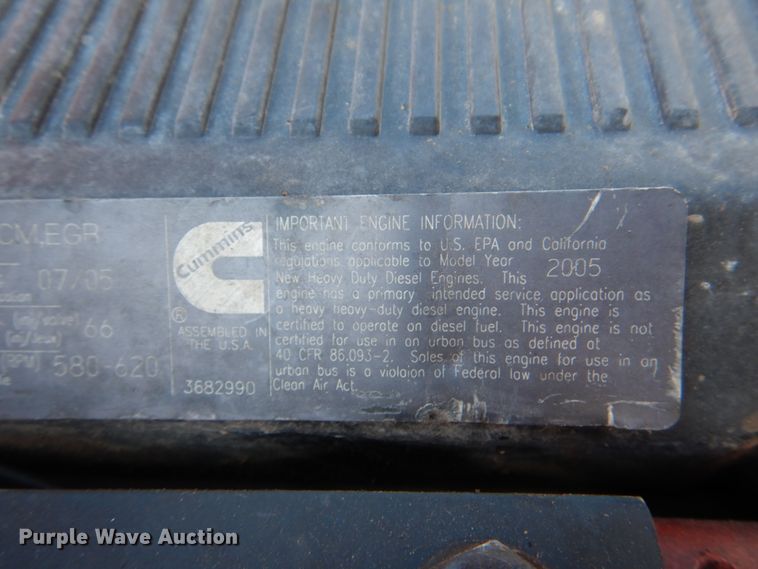 CM,EGR
07/05
66
580-620
Cummins
®
ASSEMBLED IN
THE U.S.A.
3682990
IMPORTANT ENGINE INFORMATION:
This engine conforms to U.S. EPA and California
regulations applicable to Model Year 2005
New Heavy Duty Diesel Engines. This
engine has a primary intended service application as
a heavy heavy-duty diesel engine. This engine is
certified to operate on diesel fuel. This engine is not
certified for use in an urban bus as defined at
40 CFR 86.093-2. Sales of this engine for use in an
urban bus is a violaion of Federal law under the
Clean Air Act.
Purple Wave Auction